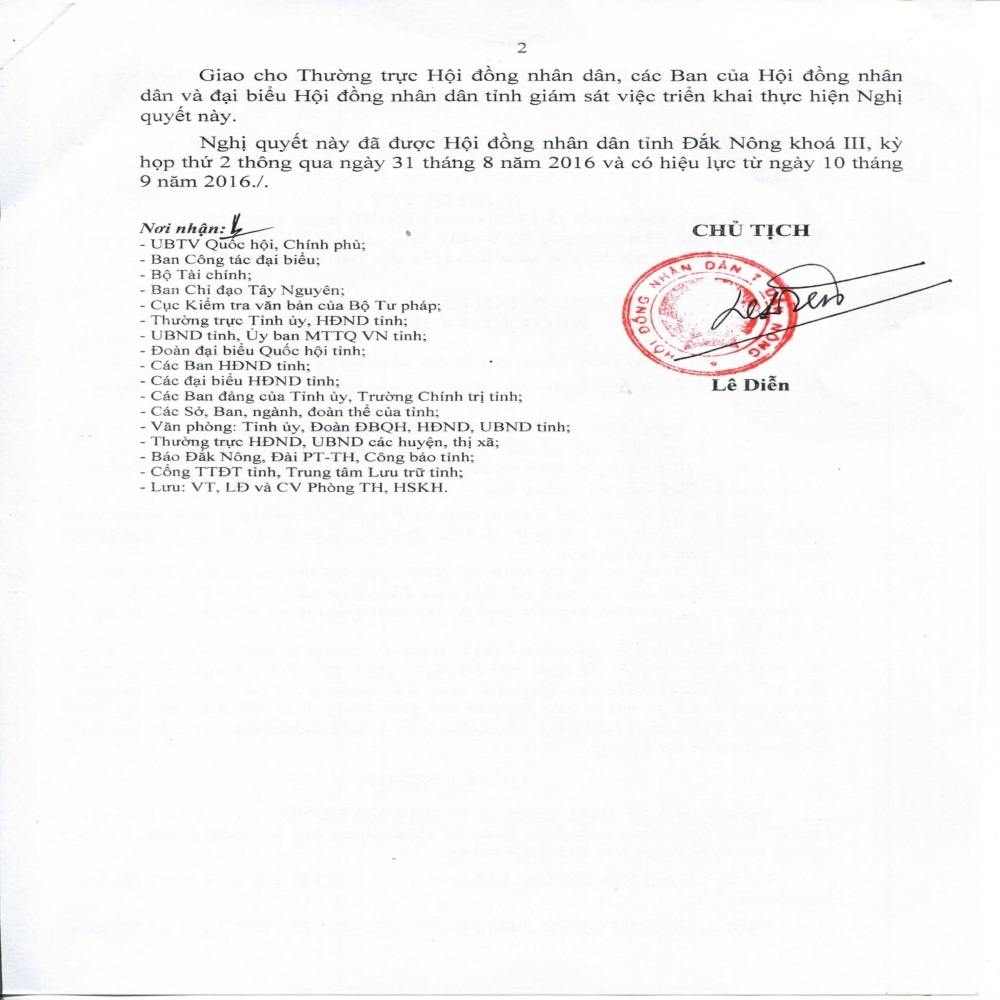 2
Giao cho Thường trực Hội đồng nhân dân, các Ban của Hội đồng nhân
dân và đại biểu Hội đồng nhân dân tỉnh giám sát việc triển khai thực hiện Nghị
quyết này.
Nghị quyết này đã được Hội đồng nhân dân tỉnh Đắk Nông khoá III, kỳ
họp thứ 2 thông qua ngày 31 tháng 8 năm 2016 và có hiệu lực từ ngày 10 tháng
9 năm 2016./.
Nơi nhận:
- UBTV Quốc hội, Chính phủ;
- Ban Công tác đại biểu;
- Bộ Tài chính;
- Ban Chỉ đạo Tây Nguyên;
- Cục Kiểm tra văn bản của Bộ Tư pháp;
- Thường trực Tỉnh ủy, HĐND tỉnh;
- UBND tỉnh, Ủy ban MTTQ VN tỉnh;
- Đoàn đại biểu Quốc hội tỉnh;
- Các Ban HĐND tỉnh;
- Các đại biểu HĐND tỉnh;
- Các Ban đảng của Tỉnh ủy, Trường Chính trị tỉnh;
- Các Sở, Ban, ngành, đoàn thể của tỉnh;
- Văn phòng: Tỉnh ủy, Đoàn ĐBQH, HĐND, UBND tỉnh;
- Thường trực HĐND, UBND các huyện, thị xã;
- Báo Đắk Nông, Đài PT-TH, Công báo tỉnh;
- Cổng TTĐT tỉnh, Trung tâm Lưu trữ tỉnh;
- Lưu: VT, LĐ và CV Phòng TH, HSKH.
CHỦ TỊCH
HỘI ĐỒNG NHÂN DÂN T NÔNG
Lê Diễn